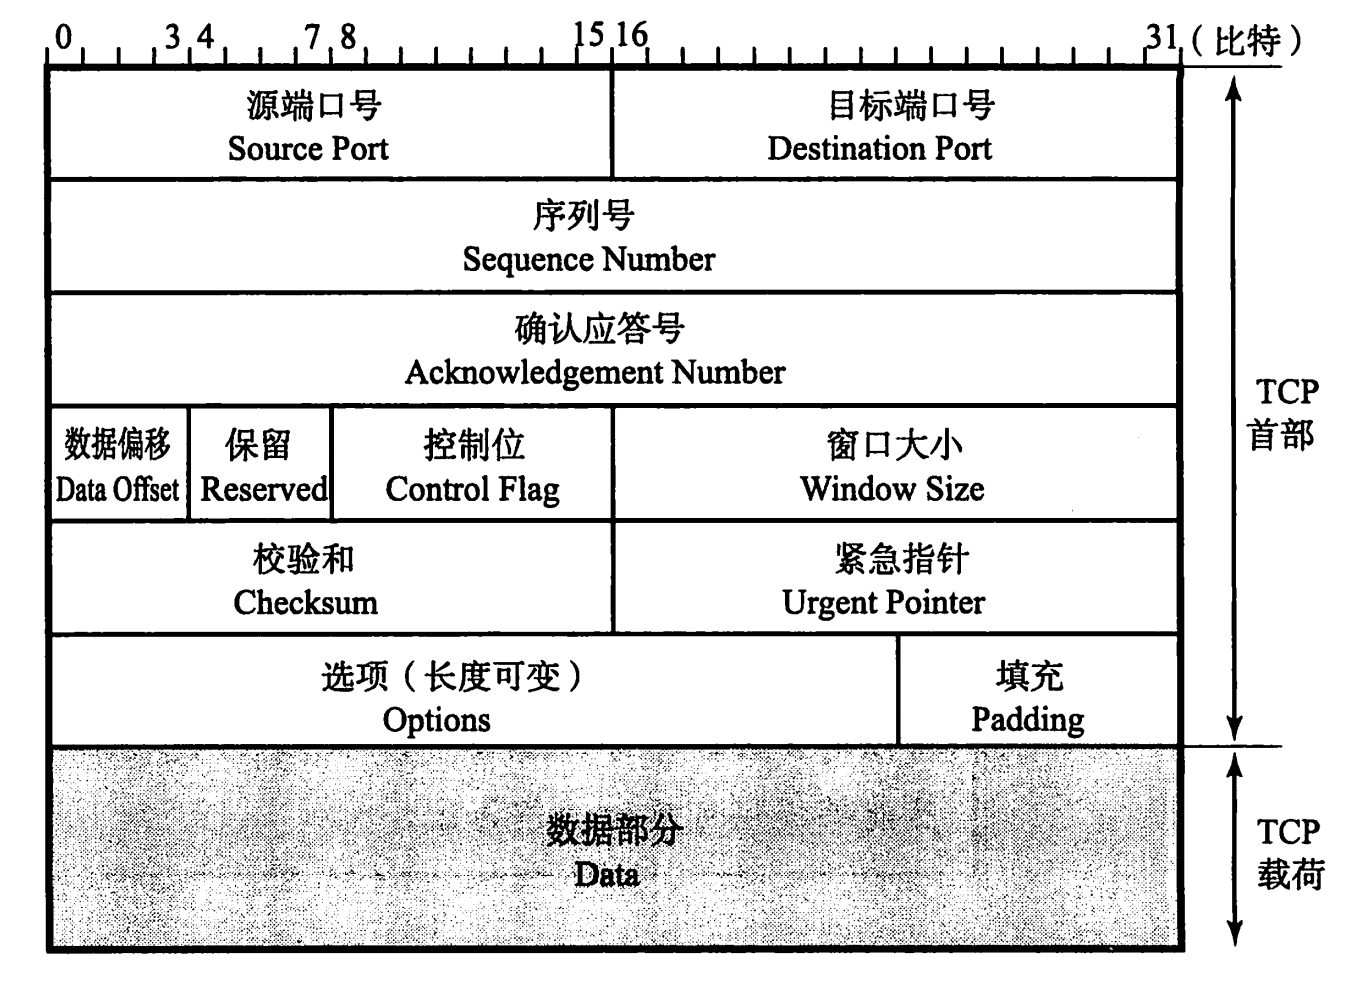 0 3 4 7 8 15 16 31 (比特)
源端口号 目标端口号
Source Port Destination Port
序列号
Sequence Number
确认应答号
Acknowledgement Number
TCP
首部
数据偏移 保留 控制位 窗口大小
Data Offset Reserved Control Flag Window Size
校验和 紧急指针
Checksum Urgent Pointer
选项(长度可变) 填充
Options Padding
数据部分
Data
TCP
载荷